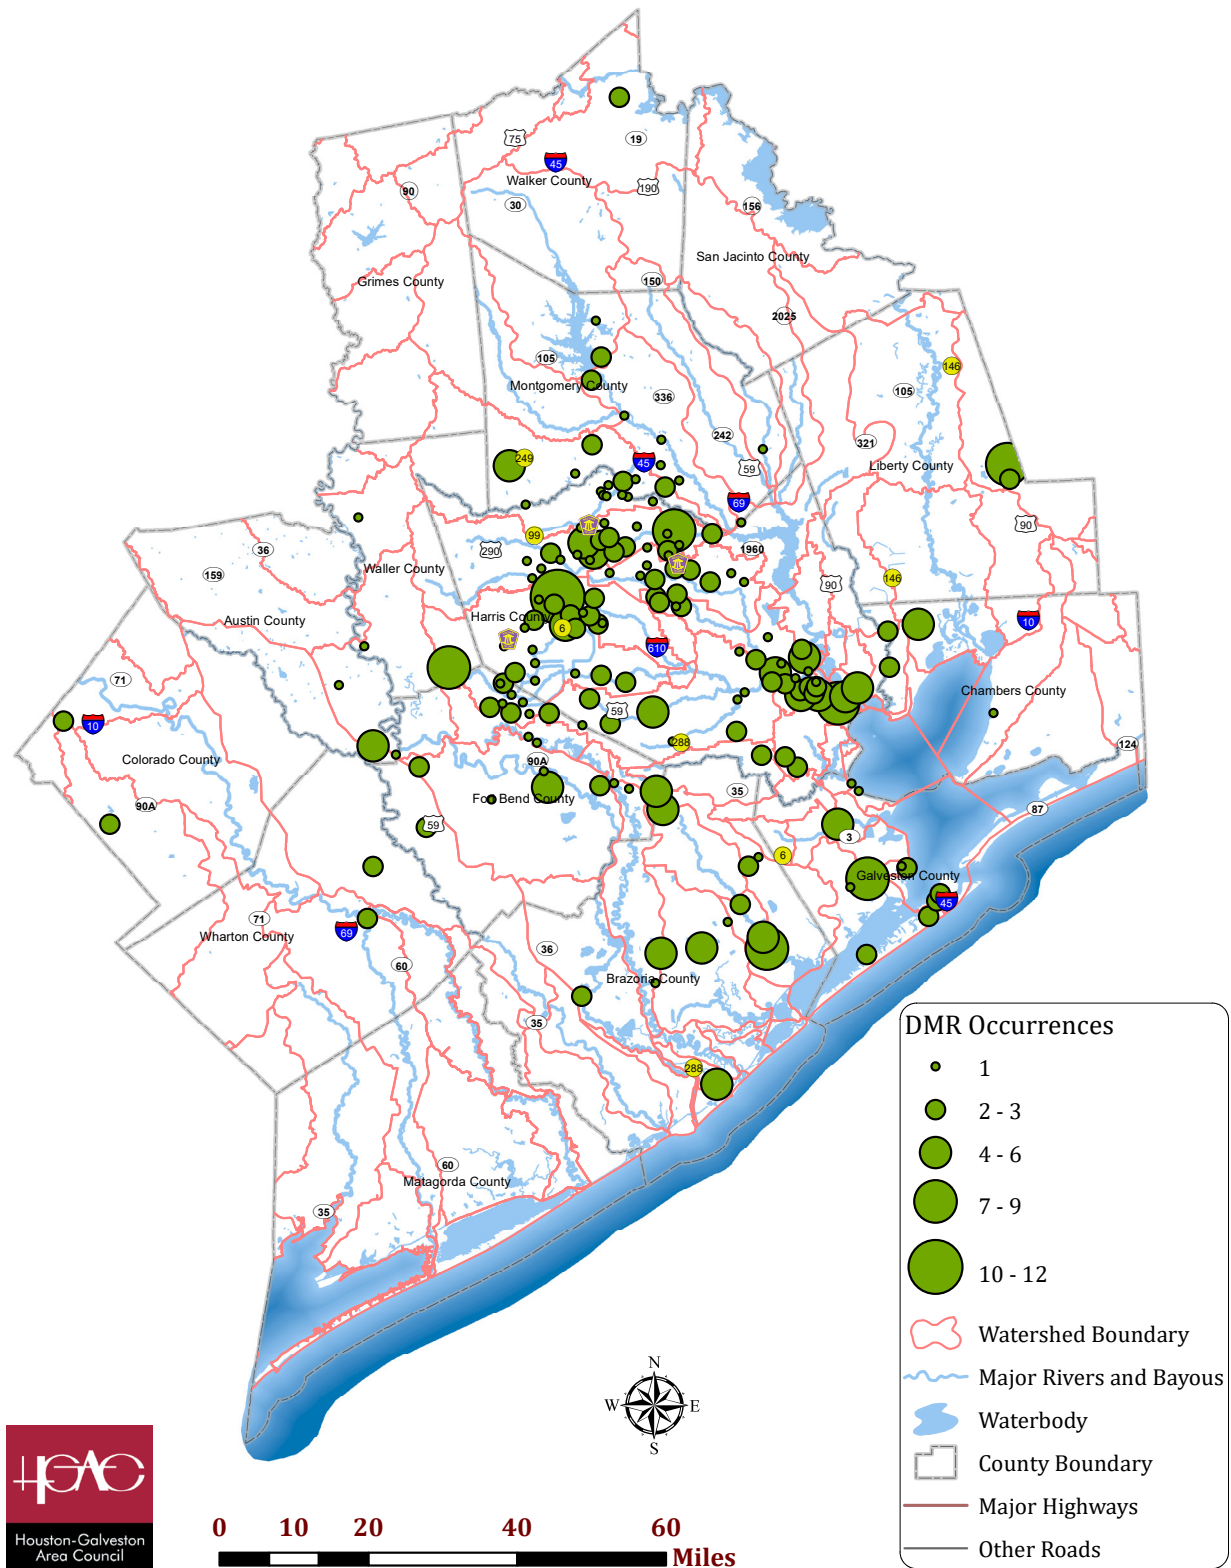 75
19
45
Walker County
190
90
30
156
San Jacinto County
150
Grimes County
2025
105
146
Montgomery County
105
336
242
321
249
45
59
Liberty County
69
90
99
290
1960
36
159
Waller County
146
90
Austin County
Harris County
6
610
10
71
Chambers County
10
59
288
Colorado County
90A
124
90A
Fort Bend County
35
87
59
3
6
Galveston County
45
71
Wharton County
69
36
60
Brazoria County
35
288
60
Matagorda County
35
DMR Occurrences
1
2 - 3
4 - 6
7 - 9
10 - 12
Watershed Boundary
Major Rivers and Bayous
Waterbody
County Boundary
Major Highways
Other Roads
N
W E
S
HGAC
Houston-Galveston
Area Council
0 10 20 40 60
Miles